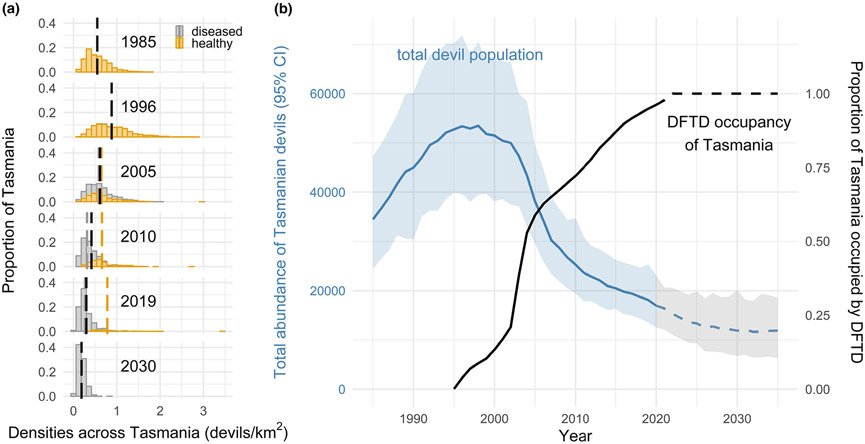 (a)
Proportion of Tasmania
0.4
0.2
0.0
1985
diseased
healthy
0.4
0.2
0.0
1996
0.4
0.2
0.0
2005
0.4
0.2
0.0
2010
0.4
0.2
0.0
2019
0.4
0.2
0.0
2030
0 1 2 3
Densities across Tasmania (devils/km²)
(b)
Total abundance of Tasmanian devils (95% CI)
60000
40000
20000
0
total devil population
DFTD occupancy
of Tasmania
1.00
0.75
0.50
0.25
0.00
Proportion of Tasmania occupied by DFTD
1990 2000 2010 2020 2030
Year